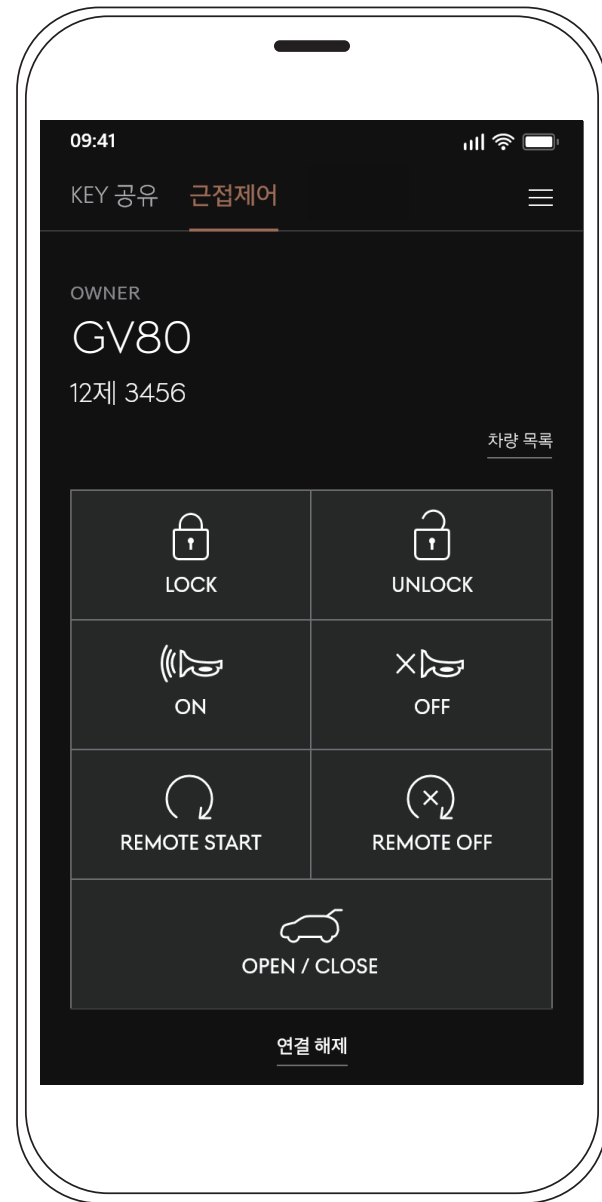 09:41
KEY 공유 근접제어
OWNER
GV80
12제 3456
차량 목록
LOCK UNLOCK
ON OFF
REMOTE START REMOTE OFF
OPEN / CLOSE
연결 해제